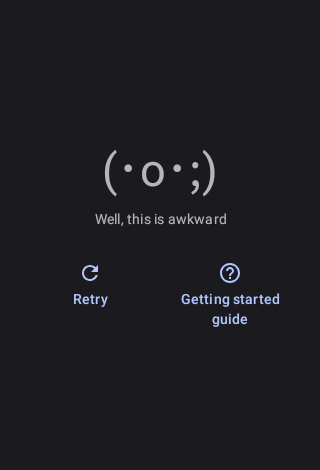 (･o･;)
Well, this is awkward
Retry
Getting started
guide